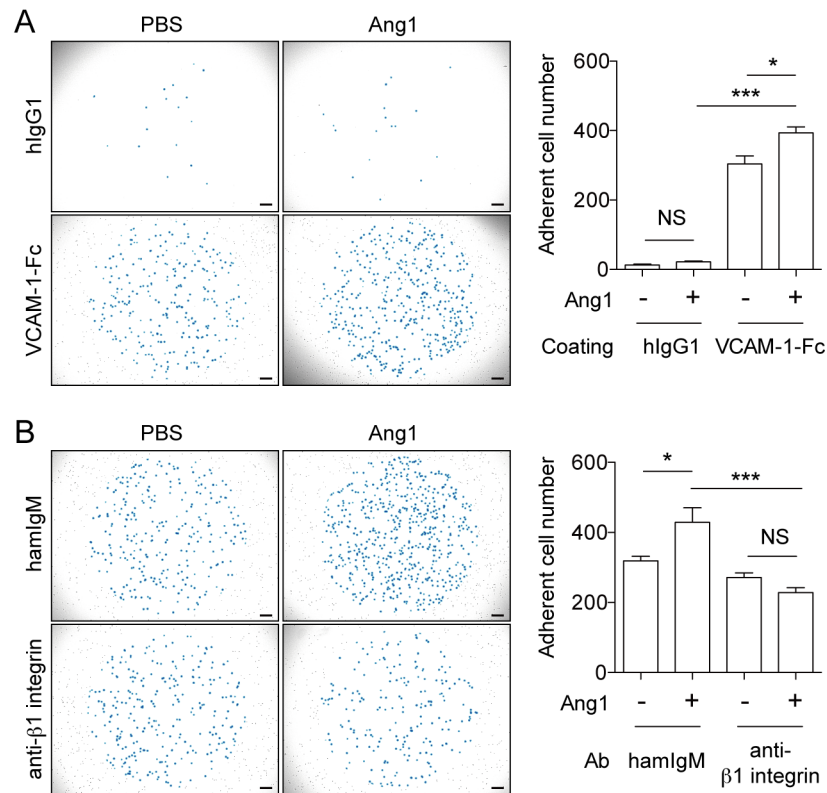 A
PBS
Ang1
hIgG1
VCAM-1-Fc
Adherent cell number
600
400
200
0
NS
***
*
Ang1 - + - +
Coating hIgG1 VCAM-1-Fc
B
PBS
Ang1
hamIgM
anti-β1 integrin
Adherent cell number
600
400
200
0
*
***
NS
Ang1 - + - +
Ab hamIgM anti-
β1 integrin